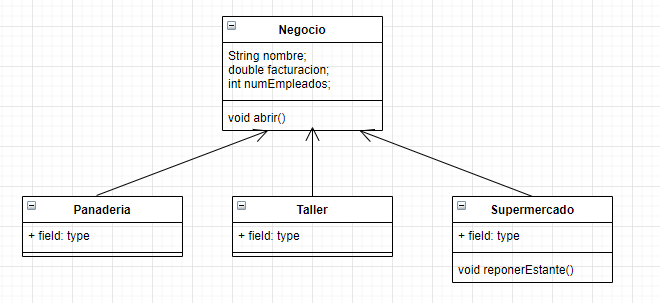 Negocio
String nombre;
double facturacion;
int numEmpleados;
void abrir()
Panaderia
+ field: type
Taller
+ field: type
Supermercado
+ field: type
void reponerEstante()